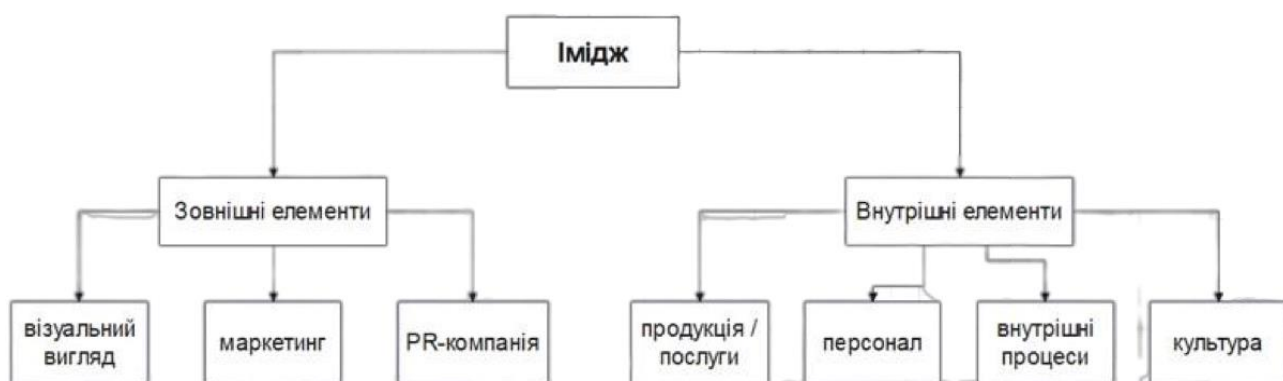 Імідж
Зовнішні елементи
Внутрішні елементи
візуальний
вигляд
маркетинг
PR-компанія
продукція /
послуги
персонал
внутрішні
процеси
культура